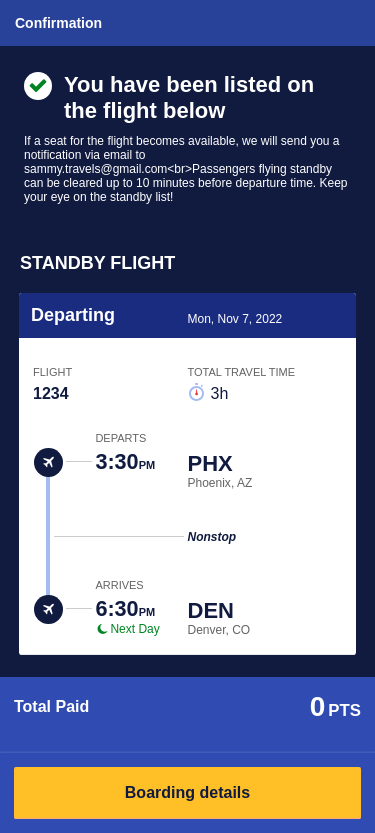 Confirmation
You have been listed on
the flight below
If a seat for the flight becomes available, we will send you a
notification via email to
sammy.travels@gmail.com<br>Passengers flying standby
can be cleared up to 10 minutes before departure time. Keep
your eye on the standby list!
STANDBY FLIGHT
Departing Mon, Nov 7, 2022
FLIGHT TOTAL TRAVEL TIME
1234 3h
DEPARTS
3:30PM PHX
Phoenix, AZ
Nonstop
ARRIVES
6:30PM DEN
Next Day Denver, CO
Total Paid 0 PTS
Boarding details